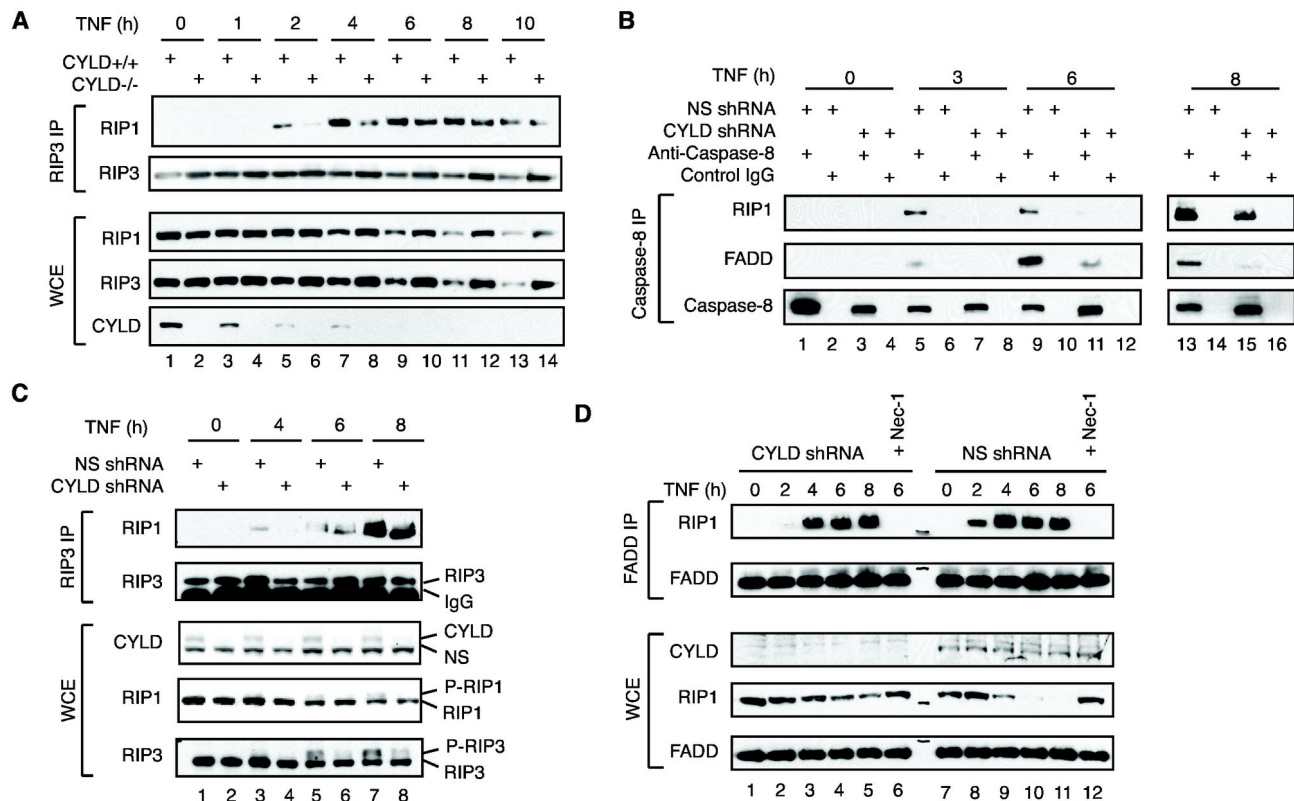 A
TNF (h) 0 1 2 4 6 8 10
CYLD+/+ + + + + + + +
CYLD-/- + + + + + + +
RIP3 IP
RIP1
RIP3
WCE
RIP1
RIP3
CYLD
1 2 3 4 5 6 7 8 9 10 11 12 13 14
B
TNF (h) 0 3 6 8
NS shRNA + + + + + + + +
CYLD shRNA + + + + + + + +
Anti-Caspase-8 + + + + + + + +
Control IgG + + + + + + + +
Caspase-8 IP
RIP1
FADD
Caspase-8
1 2 3 4 5 6 7 8 9 10 11 12 13 14 15 16
C
TNF (h) 0 4 6 8
NS shRNA + + + +
CYLD shRNA + + + +
RIP3 IP
RIP1
RIP3
RIP3
IgG
WCE
CYLD
CYLD
NS
RIP1
P-RIP1
RIP1
RIP3
P-RIP3
RIP3
1 2 3 4 5 6 7 8
D
+ Nec-1 + Nec-1
CYLD shRNA NS shRNA
TNF (h) 0 2 4 6 8 6 0 2 4 6 8 6
FADD IP
RIP1
FADD
WCE
CYLD
RIP1
FADD
1 2 3 4 5 6 7 8 9 10 11 12